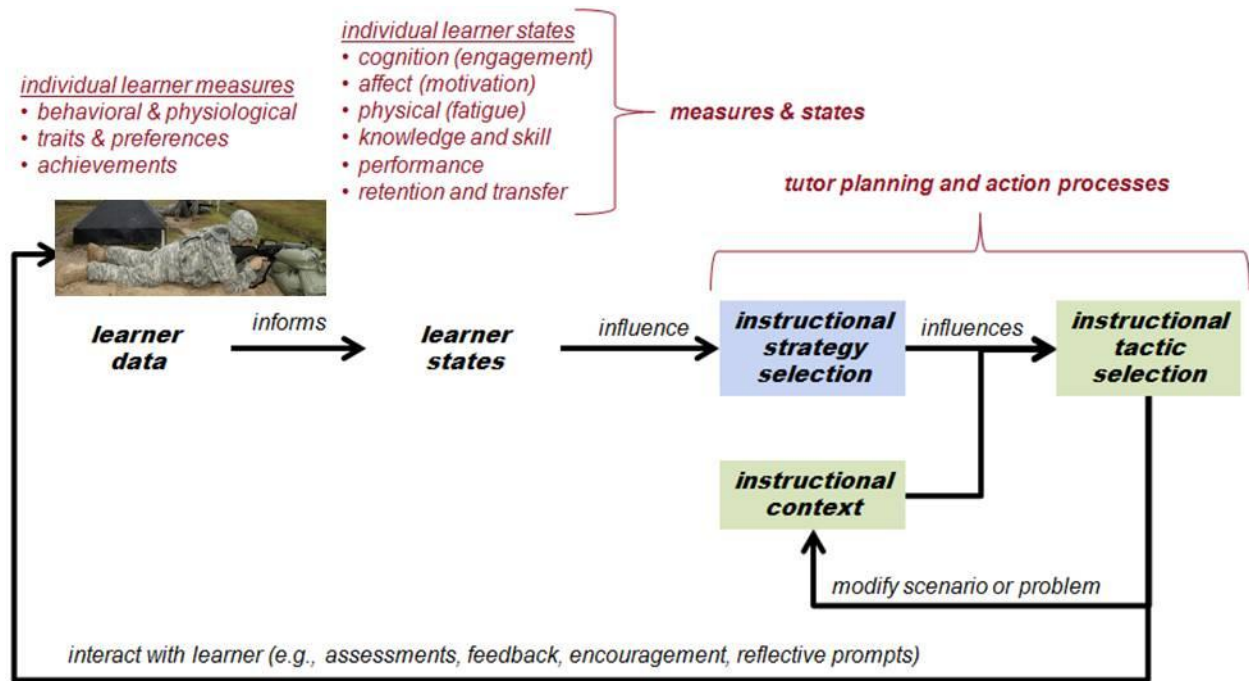 individual learner measures
• behavioral & physiological
• traits & preferences
• achievements
individual learner states
• cognition (engagement)
• affect (motivation)
• physical (fatigue)
• knowledge and skill
• performance
• retention and transfer
measures & states
tutor planning and action processes
learner
data
informs
learner
states
influence
instructional
strategy
selection
influences
instructional
tactic
selection
instructional
context
modify scenario or problem
interact with learner (e.g., assessments, feedback, encouragement, reflective prompts)